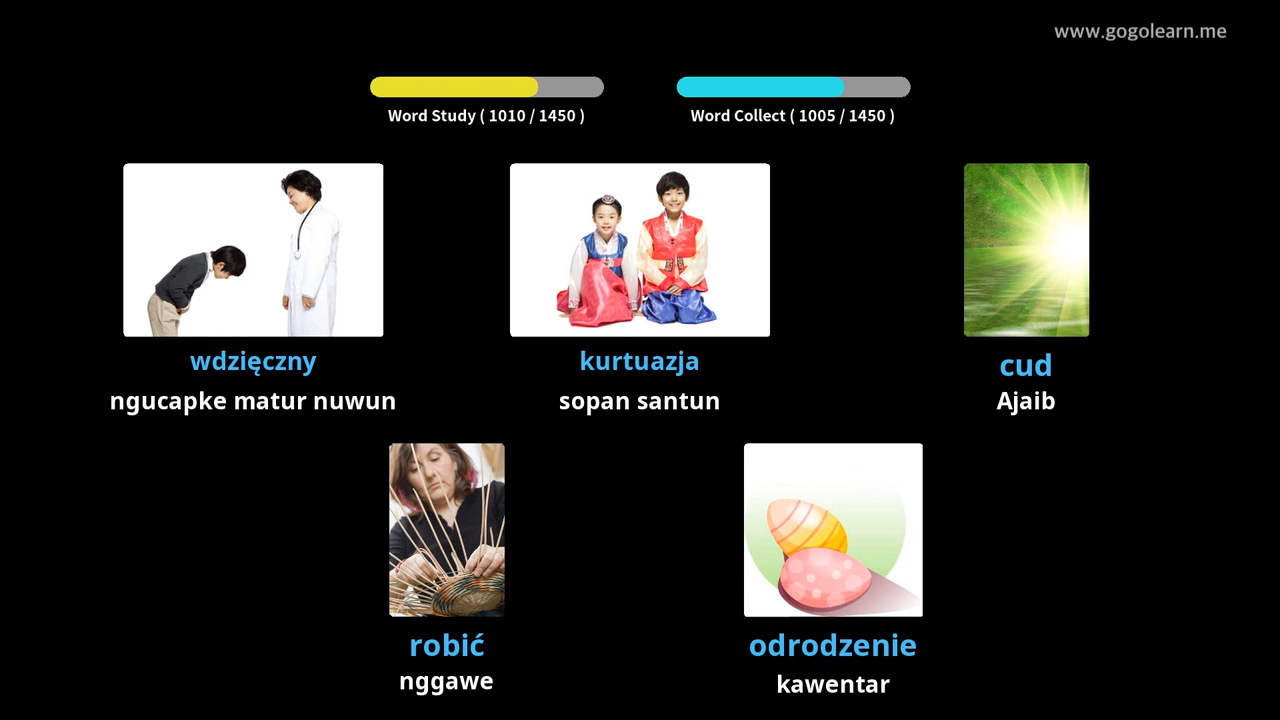 www.gogolearn.me
Word Study ( 1010 / 1450 )
Word Collect ( 1005 / 1450 )
wdzięczny
ngucapke matur nuwun
kurtuazja
sopan santun
cud
Ajaib
robić
nggawe
odrodzenie
kawentar